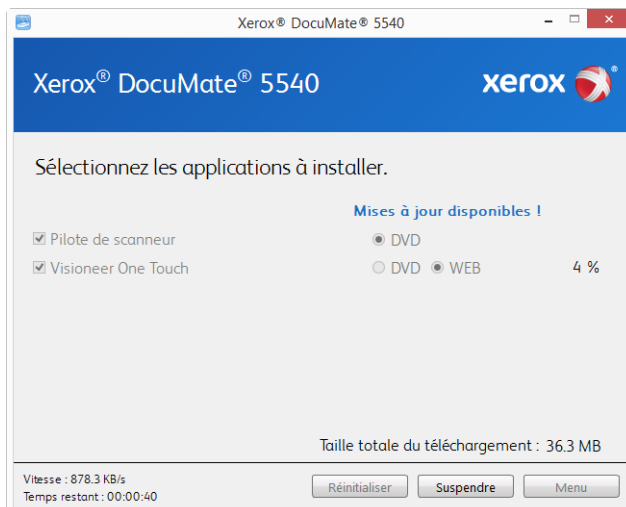 Xerox® DocuMate® 5540
Xerox® DocuMate® 5540
xerox ®
Sélectionnez les applications à installer.
Mises à jour disponibles !
Pilote de scanneur DVD
Visioneer One Touch DVD WEB 4 %
Taille totale du téléchargement : 36.3 MB
Vitesse : 878.3 KB/s
Temps restant : 00:00:40
Réinitialiser Suspendre Menu